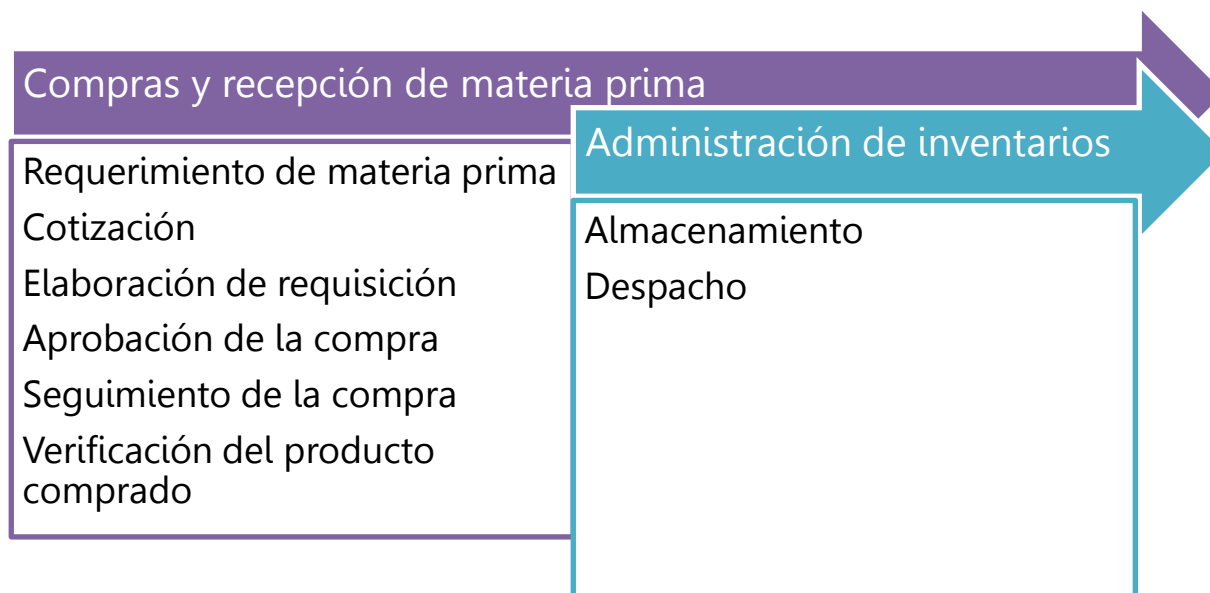 Compras y recepción de materia prima
Requerimiento de materia prima
Cotización
Elaboración de requisición
Aprobación de la compra
Seguimiento de la compra
Verificación del producto
comprado
Administración de inventarios
Almacenamiento
Despacho